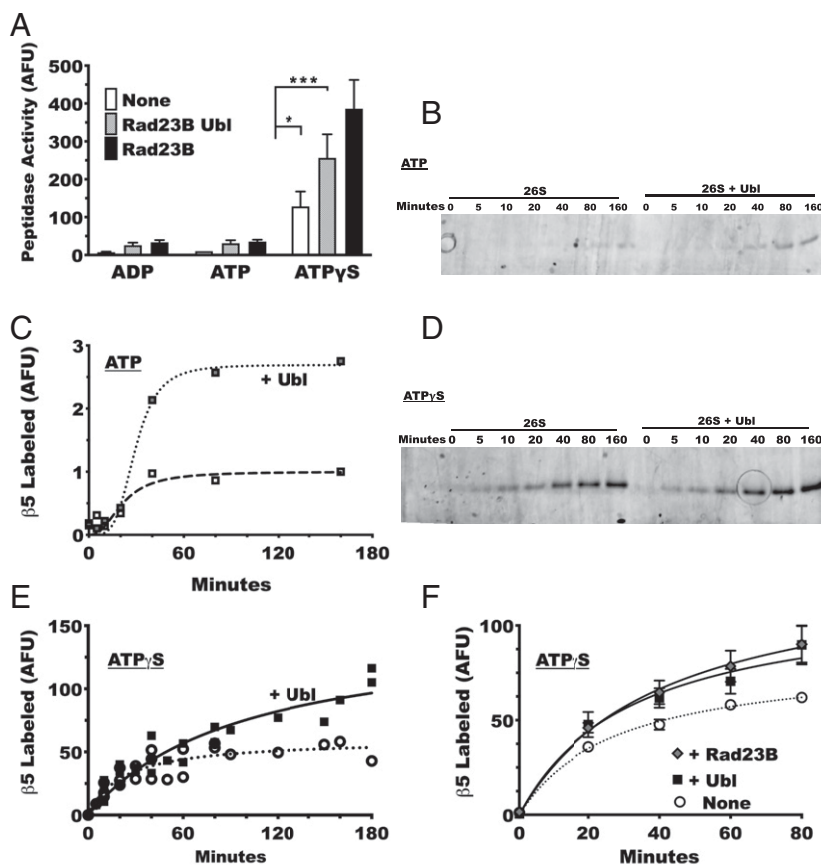 A
Peptidase Activity (AFU)
500
400
300
200
100
0
None
Rad23B Ubl
Rad23B
***
*
ADP ATP ATPγS
B
ATP
26S 26S + Ubl
Minutes 0 5 10 20 40 80 160 0 5 10 20 40 80 160
C
β5 Labeled (AFU)
3
2
1
0
ATP
+ Ubl
0 60 120 180
Minutes
D
ATPγS
26S 26S + Ubl
Minutes 0 5 10 20 40 80 160 0 5 10 20 40 80 160
E
β5 Labeled (AFU)
150
100
50
0
ATPγS
+ Ubl
0 60 120 180
Minutes
F
β5 Labeled (AFU)
100
50
0
ATPγS
+ Rad23B
+ Ubl
None
0 20 40 60 80
Minutes